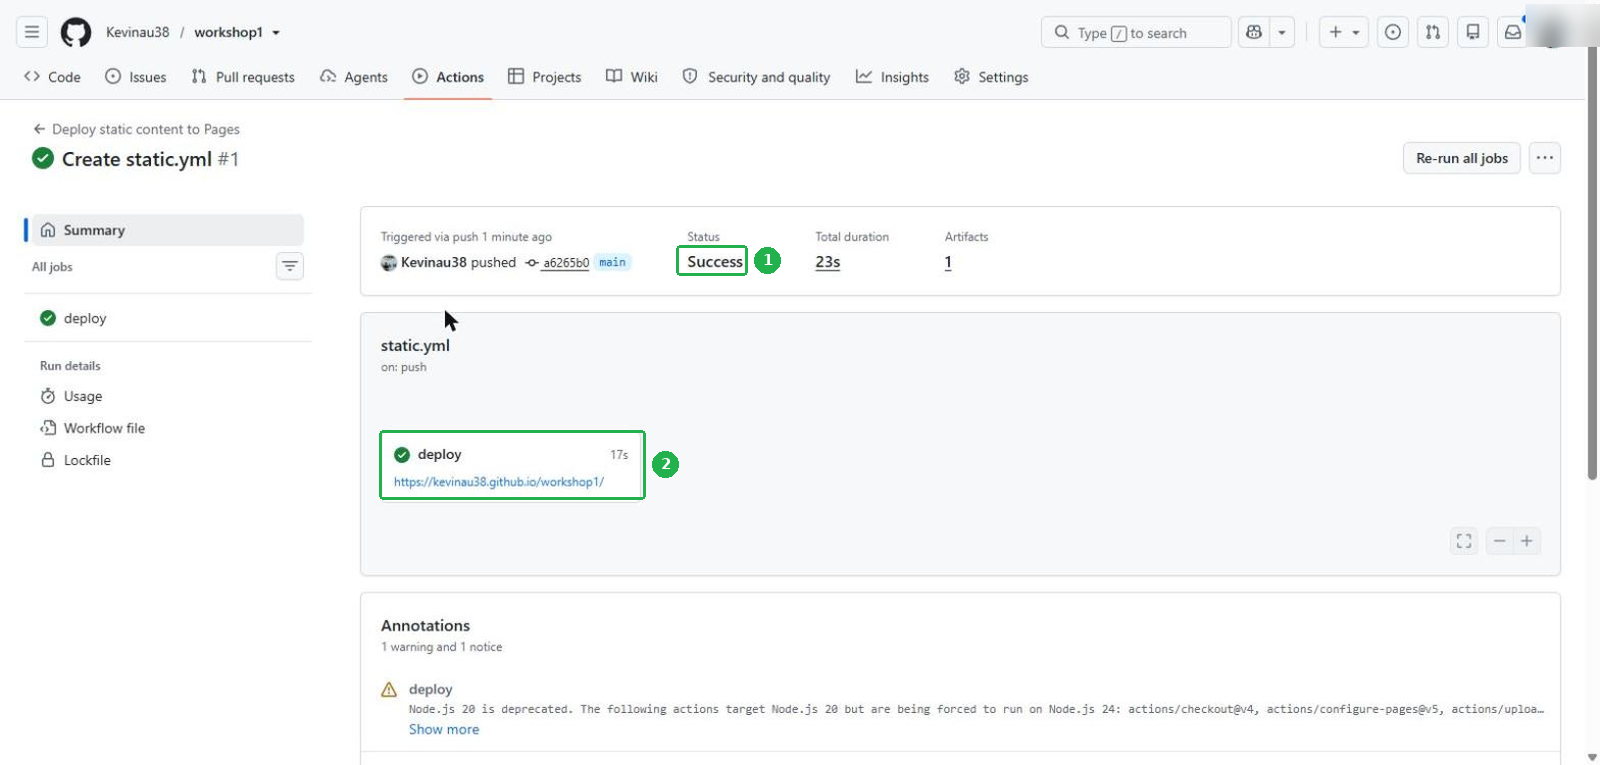 Kevinau38 / workshop1
Type / to search
Code Issues Pull requests Agents Actions Projects Wiki Security and quality Insights Settings
Deploy static content to Pages
Create static.yml #1
Re-run all jobs
Summary
All jobs
deploy
Run details
Usage
Workflow file
Lockfile
Triggered via push 1 minute ago
Kevinau38 pushed a6265b0 main
Status
Success
1
Total duration
23s
Artifacts
1
static.yml
on: push
deploy 17s
https://kevinau38.github.io/workshop1/
2
Annotations
1 warning and 1 notice
deploy
Node.js 20 is deprecated. The following actions target Node.js 20 but are being forced to run on Node.js 24: actions/checkout@v4, actions/configure-pages@v5, actions/uploa…
Show more